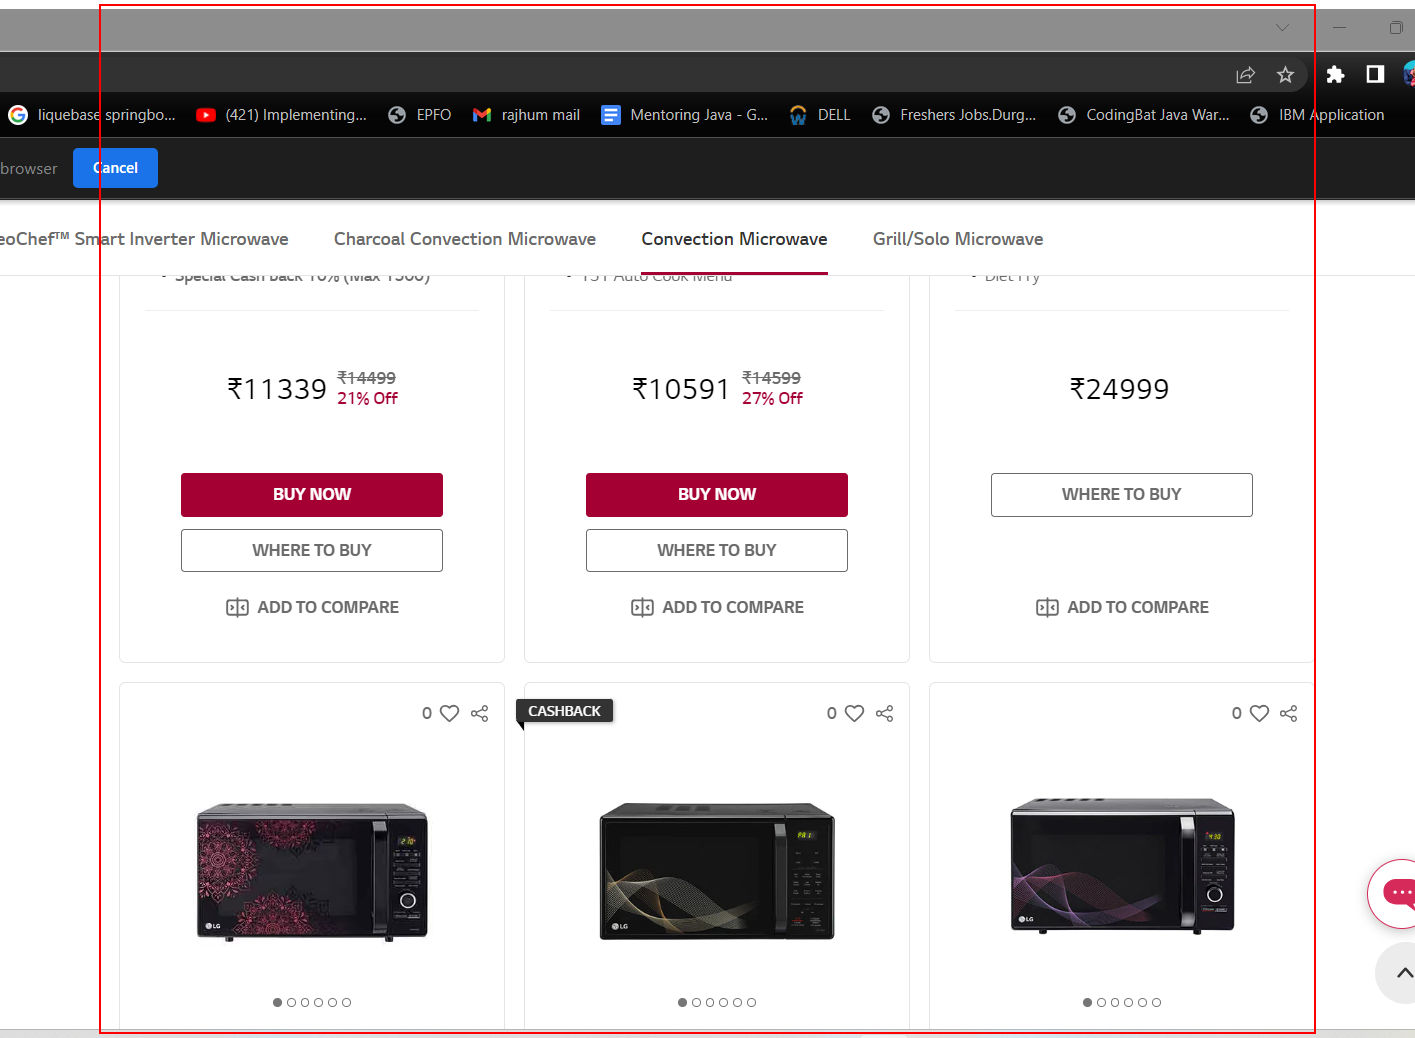 liquebase springbo...
(421) Implementing...
EPFO
rajhum mail
Mentoring Java - G...
DELL
Freshers Jobs.Durg...
CodingBat Java War...
IBM Application
browser
Cancel
eoChef™ Smart Inverter Microwave
Charcoal Convection Microwave
Convection Microwave
Grill/Solo Microwave
Special Cash Back 10% (Max 1500)
151 Auto Cook Menu
Diet Fry
₹11339 ₹14499
21% Off
₹10591 ₹14599
27% Off
₹24999
BUY NOW
BUY NOW
WHERE TO BUY
WHERE TO BUY
WHERE TO BUY
ADD TO COMPARE
ADD TO COMPARE
ADD TO COMPARE
0
CASHBACK
0
0
LG
LG
LG